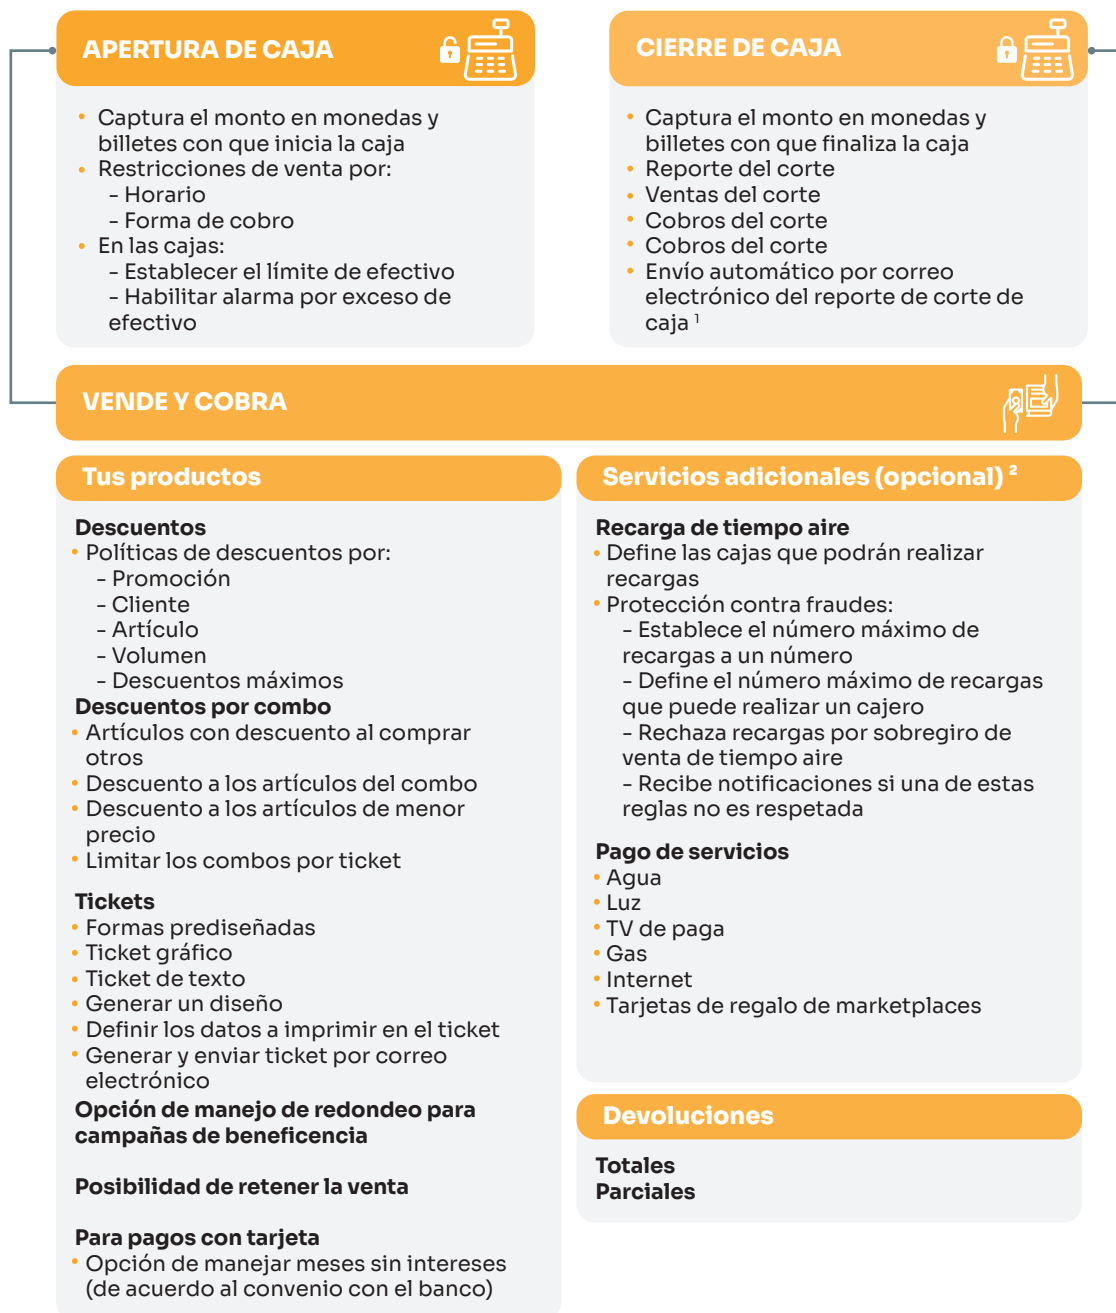 APERTURA DE CAJA
• Captura el monto en monedas y
billetes con que inicia la caja
• Restricciones de venta por:
- Horario
- Forma de cobro
• En las cajas:
- Establecer el límite de efectivo
- Habilitar alarma por exceso de
efectivo
CIERRE DE CAJA
• Captura el monto en monedas y
billetes con que finaliza la caja
• Reporte del corte
• Ventas del corte
• Cobros del corte
• Cobros del corte
• Envío automático por correo
electrónico del reporte de corte de
caja ¹
VENDE Y COBRA
Tus productos
Descuentos
• Políticas de descuentos por:
- Promoción
- Cliente
- Artículo
- Volumen
- Descuentos máximos
Descuentos por combo
• Artículos con descuento al comprar
otros
• Descuento a los artículos del combo
• Descuento a los artículos de menor
precio
• Limitar los combos por ticket
Tickets
• Formas prediseñadas
• Ticket gráfico
• Ticket de texto
• Generar un diseño
• Definir los datos a imprimir en el ticket
• Generar y enviar ticket por correo
electrónico
Opción de manejo de redondeo para
campañas de beneficencia
Posibilidad de retener la venta
Para pagos con tarjeta
• Opción de manejar meses sin intereses
(de acuerdo al convenio con el banco)
Servicios adicionales (opcional) ²
Recarga de tiempo aire
• Define las cajas que podrán realizar
recargas
• Protección contra fraudes:
- Establece el número máximo de
recargas a un número
- Define el número máximo de recargas
que puede realizar un cajero
- Rechaza recargas por sobregiro de
venta de tiempo aire
- Recibe notificaciones si una de estas
reglas no es respetada
Pago de servicios
• Agua
• Luz
• TV de paga
• Gas
• Internet
• Tarjetas de regalo de marketplaces
Devoluciones
Totales
Parciales